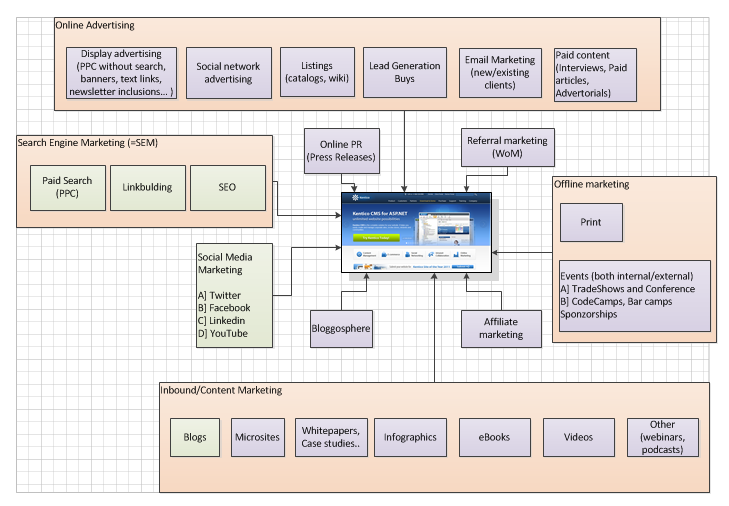 Online Advertising
Display advertising
(PPC without search,
banners, text links,
newsletter inclusions... )
Social network
advertising
Listings
(catalogs, wiki)
Lead Generation
Buys
Email Marketing
(new/existing
clients)
Paid content
(Interviews, Paid
articles,
Advertorials)
Search Engine Marketing (=SEM)
Paid Search
(PPC)
Linkbulding
SEO
Online PR
(Press Releases)
Referral marketing
(WoM)
Offline marketing
Print
Events (both internal/external)
A] TradeShows and Conference
B] CodeCamps, Bar camps
Sponzorships
Kentico CMS for ASP.NET
Social Media
Marketing
A] Twitter
B] Facebook
C] Linkedin
D] YouTube
Bloggosphere
Affiliate
marketing
Inbound/Content Marketing
Blogs
Microsites
Whitepapers,
Case studies..
Infographics
eBooks
Videos
Other
(webinars,
podcasts)